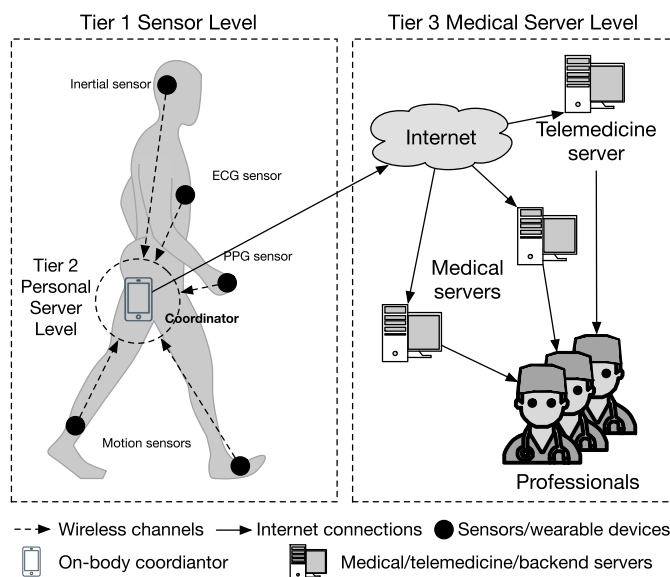 Tier 1 Sensor Level
Tier 3 Medical Server Level
Inertial sensor
ECG sensor
PPG sensor
Tier 2
Personal
Server
Level
Coordinator
Motion sensors
Internet
Telemedicine
server
Medical
servers
Professionals
Wireless channels
Internet connections
Sensors/wearable devices
On-body coordiantor
Medical/telemedicine/backend servers